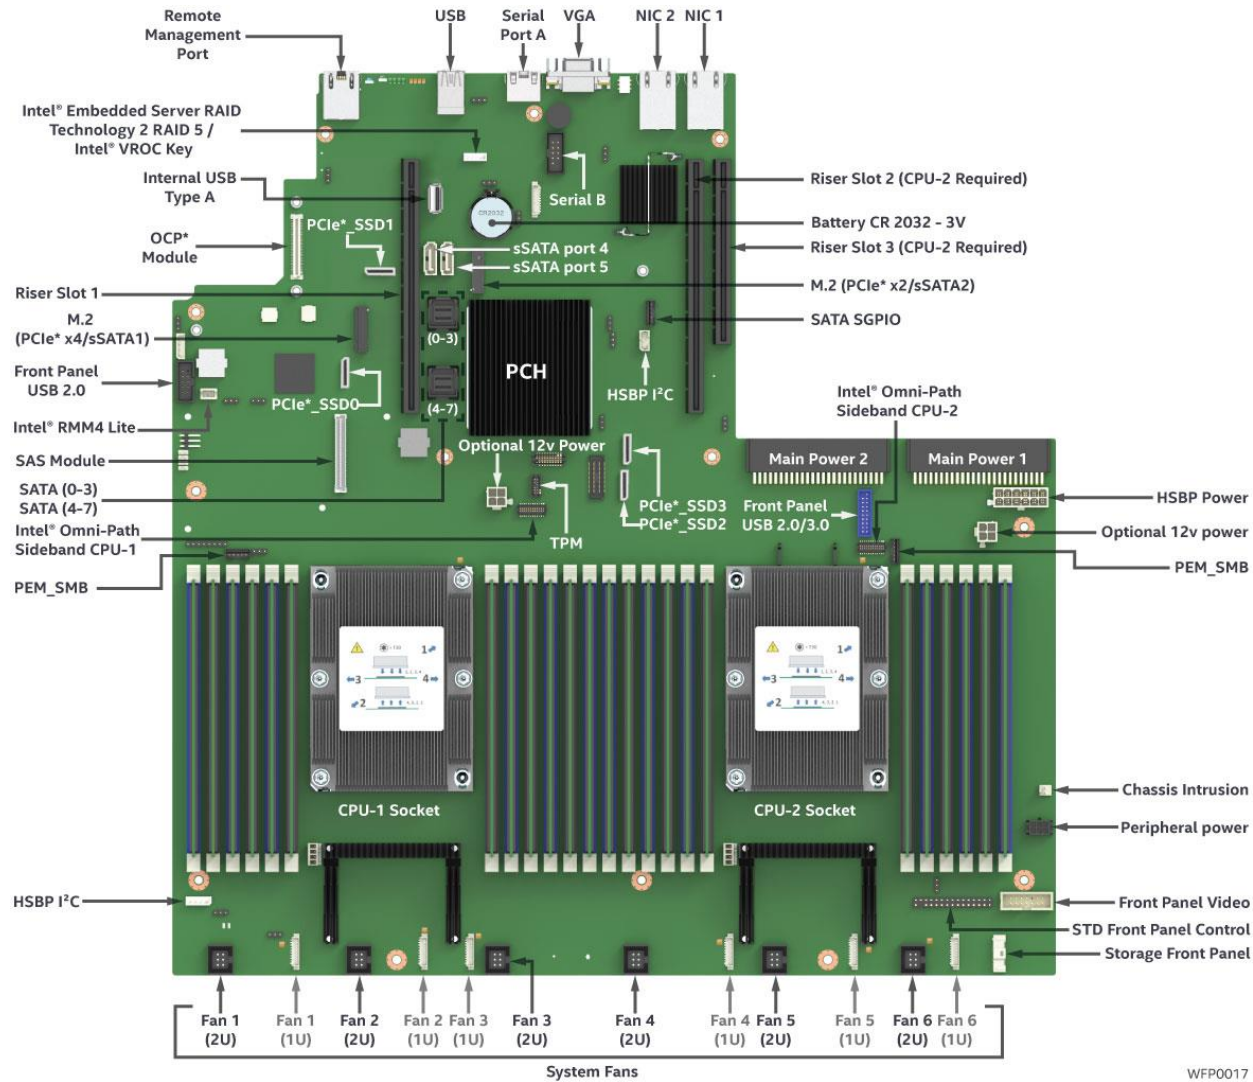 Remote
Management
Port
USB
Serial
Port A
VGA
NIC 2
NIC 1
Intel® Embedded Server RAID
Technology 2 RAID 5 /
Intel® VROC Key
Internal USB
Type A
OCP*
Module
PCIe*_SSD1
Riser Slot 1
M.2
(PCIe* x4/sSATA1)
Front Panel
USB 2.0
PCIe*_SSD0
Intel® RMM4 Lite
SAS Module
SATA (0-3)
SATA (4-7)
Intel® Omni-Path
Sideband CPU-1
PEM_SMB
Serial B
CR2032
sSATA port 4
sSATA port 5
(0-3)
(4-7)
PCH
Optional 12v Power
TPM
HSBP I²C
PCIe*_SSD3
PCIe*_SSD2
Riser Slot 2 (CPU-2 Required)
Battery CR 2032 - 3V
Riser Slot 3 (CPU-2 Required)
M.2 (PCIe* x2/sSATA2)
SATA SGPIO
Intel® Omni-Path
Sideband CPU-2
Main Power 2
Main Power 1
Front Panel
USB 2.0/3.0
HSBP Power
Optional 12v power
PEM_SMB
1
3
4
2
CPU-1 Socket
1
3
4
2
CPU-2 Socket
Chassis Intrusion
Peripheral power
HSBP I²C
Front Panel Video
STD Front Panel Control
Storage Front Panel
Fan 1
(2U)
Fan 1
(1U)
Fan 2
(2U)
Fan 2
(1U)
Fan 3
(1U)
Fan 3
(2U)
Fan 4
(2U)
Fan 4
(1U)
Fan 5
(2U)
Fan 5
(1U)
Fan 6
(2U)
Fan 6
(1U)
System Fans
WFP0017